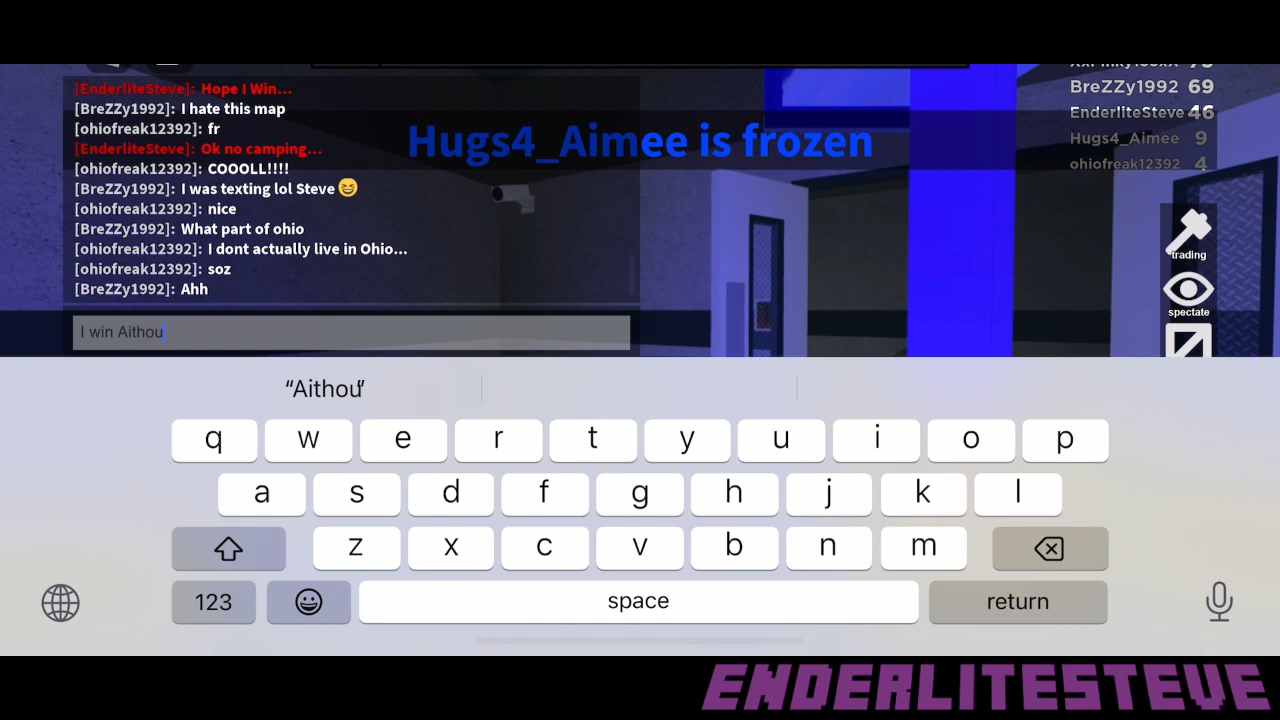 [EnderliteSteve]: Hope I Win...
[BreZZy1992]: I hate this map
[ohiofreak12392]: fr
[EnderliteSteve]: Ok no camping...
[ohiofreak12392]: COOOLL!!!!
[BreZZy1992]: I was texting lol Steve😆
[ohiofreak12392]: nice
[BreZZy1992]: What part of ohio
[ohiofreak12392]: I dont actually live in Ohio...
[ohiofreak12392]: soz
[BreZZy1992]: Ahh
I win Aithou
Hugs4_Aimee is frozen
BreZZy1992 69
EnderliteSteve 46
Hugs4_Aimee 9
ohiofreak12392 4
trading
spectate
“Aithou”
q w e r t y u i o p
a s d f g h j k l
z x c v b n m
123 space return
ENDERLITESTEVE